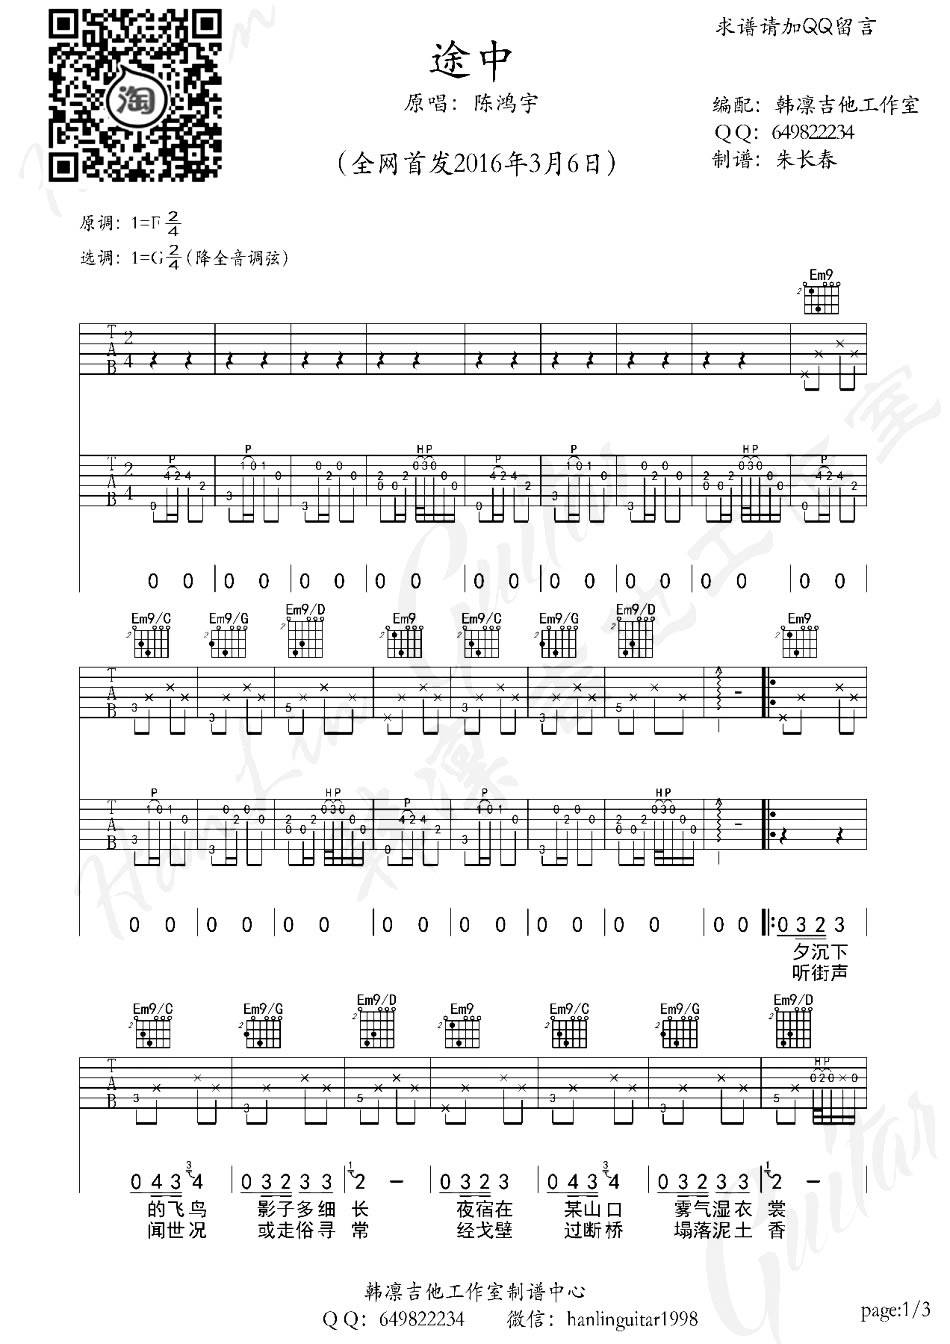 求谱请加QQ留言
途中
原唱：陈鸿宇
编配：韩凛吉他工作室
QQ：649822234
（全网首发2016年3月6日）
制谱：朱长春
原调：1=F 2/4
选调：1=G 2/4（降全音调弦）
Em9
T A B 2 4
P P HP P P HP P
T A B 2 4
0 0 0 0 0 0 0 0 0 0 0 0 0 0 0 0 0 0
Em9/C Em9/G Em9/D Em9 Em9/C Em9/G Em9/D Em9
T A B
P HP P P HP
T A B
0 0 0 0 0 0 0 0 0 0 0 0 0 0 0 0 0 3 2 3
夕沉下
听街声
Em9/C Em9/G Em9/D Em9 Em9/C Em9/G Em9/D
T A B
HP
0 4 3 4 0 3 2 3 3 2 - 0 3 2 3 0 4 3 4 0 3 2 3 3 2 -
的飞鸟 影子多细长 夜宿在 某山口 雾气湿衣裳
闻世况 或走俗寻常 经戈壁 过断桥 塌落泥土香
韩凛吉他工作室制谱中心
QQ：649822234 微信：hanlinguitar1998
page:1/3